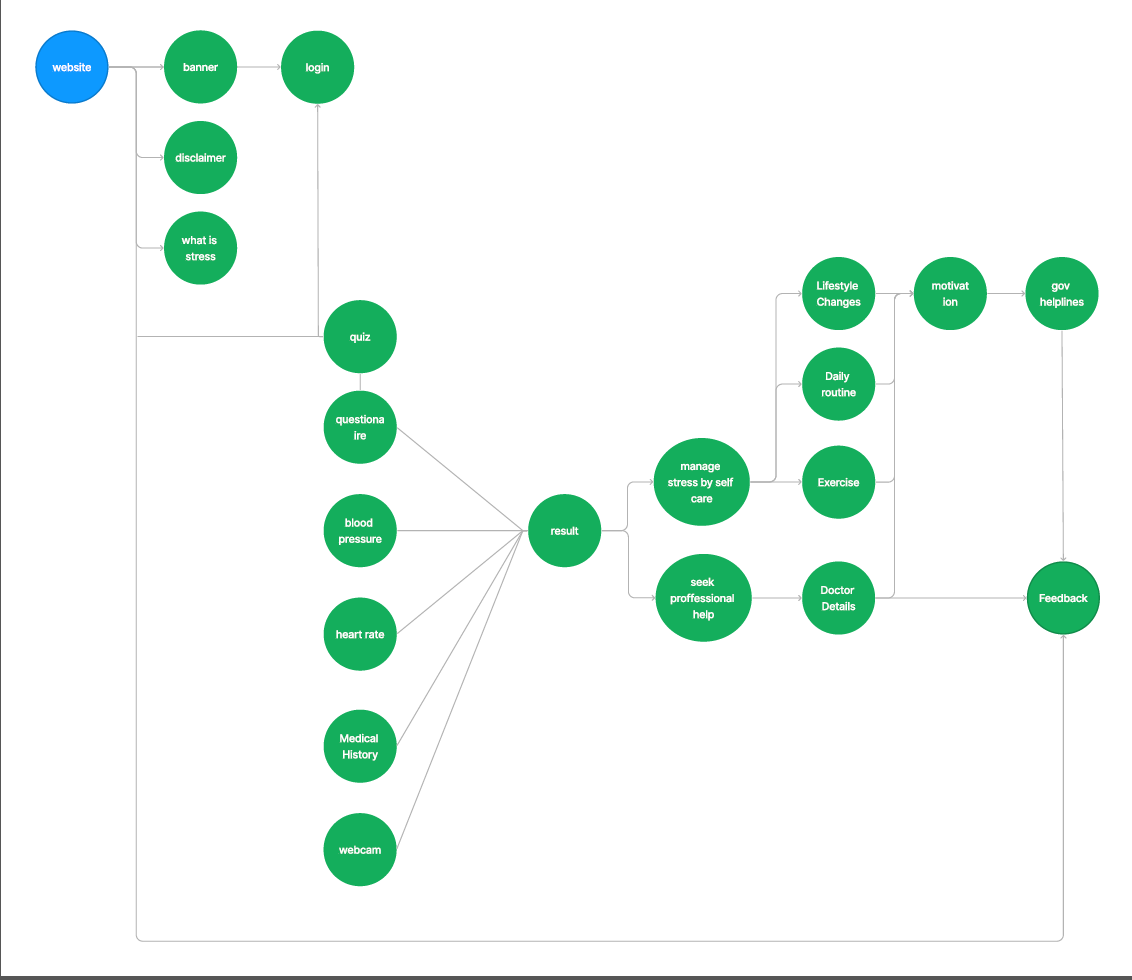 website
banner
login
disclaimer
what is
stress
quiz
questiona
ire
blood
pressure
heart rate
Medical
History
webcam
result
manage
stress by self
care
seek
proffessional
help
Lifestyle
Changes
Daily
routine
Exercise
Doctor
Details
motivat
ion
gov
helplines
Feedback